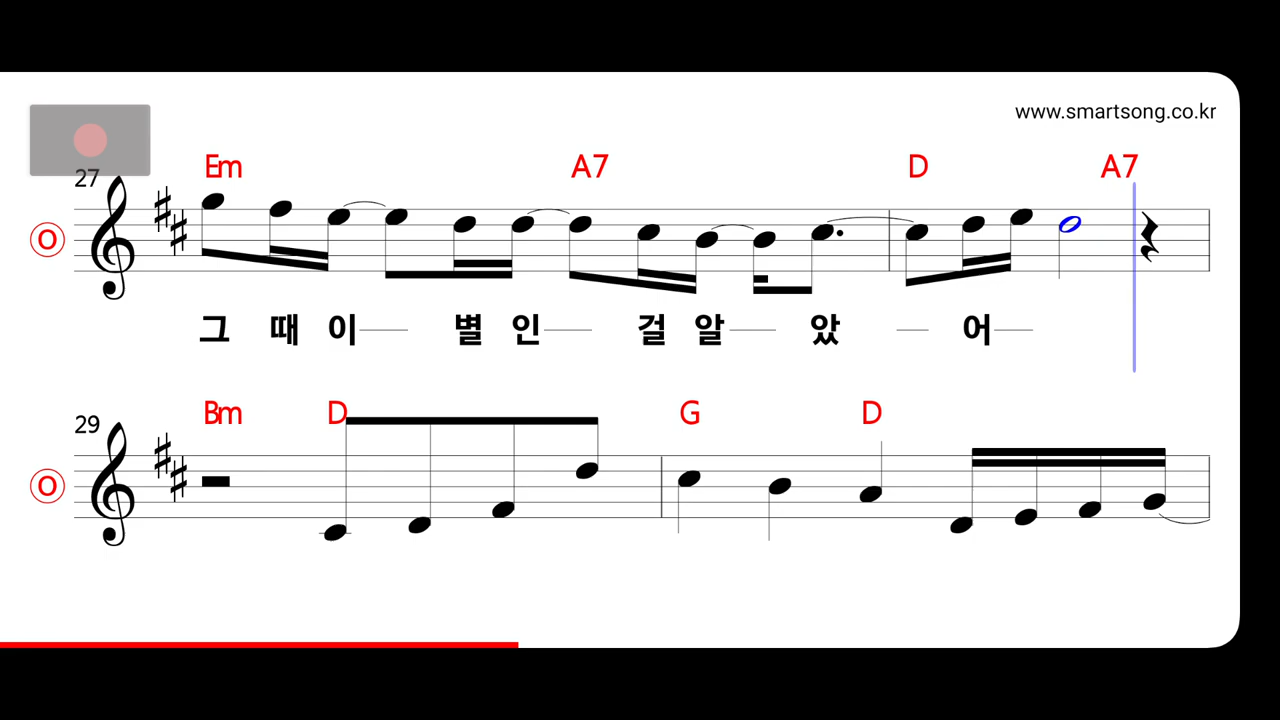 www.smartsong.co.kr
27
Em A7 D A7
O
그 때 이 별 인 걸 알 았 어
29
Bm D G D
O